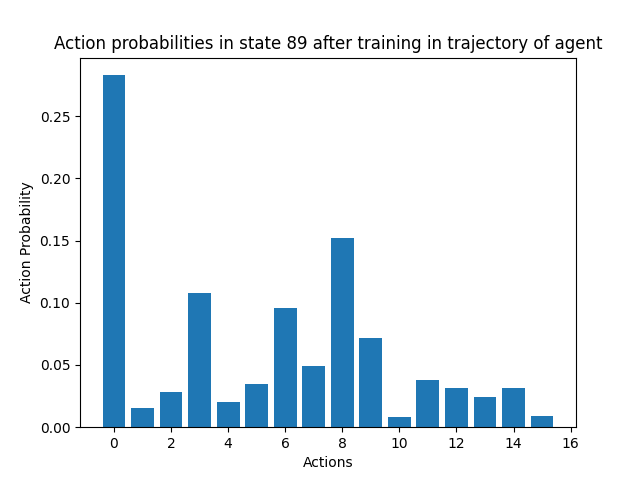 Action probabilities in state 89 after training in trajectory of agent
Action Probability
0.25
0.20
0.15
0.10
0.05
0.00
0 2 4 6 8 10 12 14 16
Actions